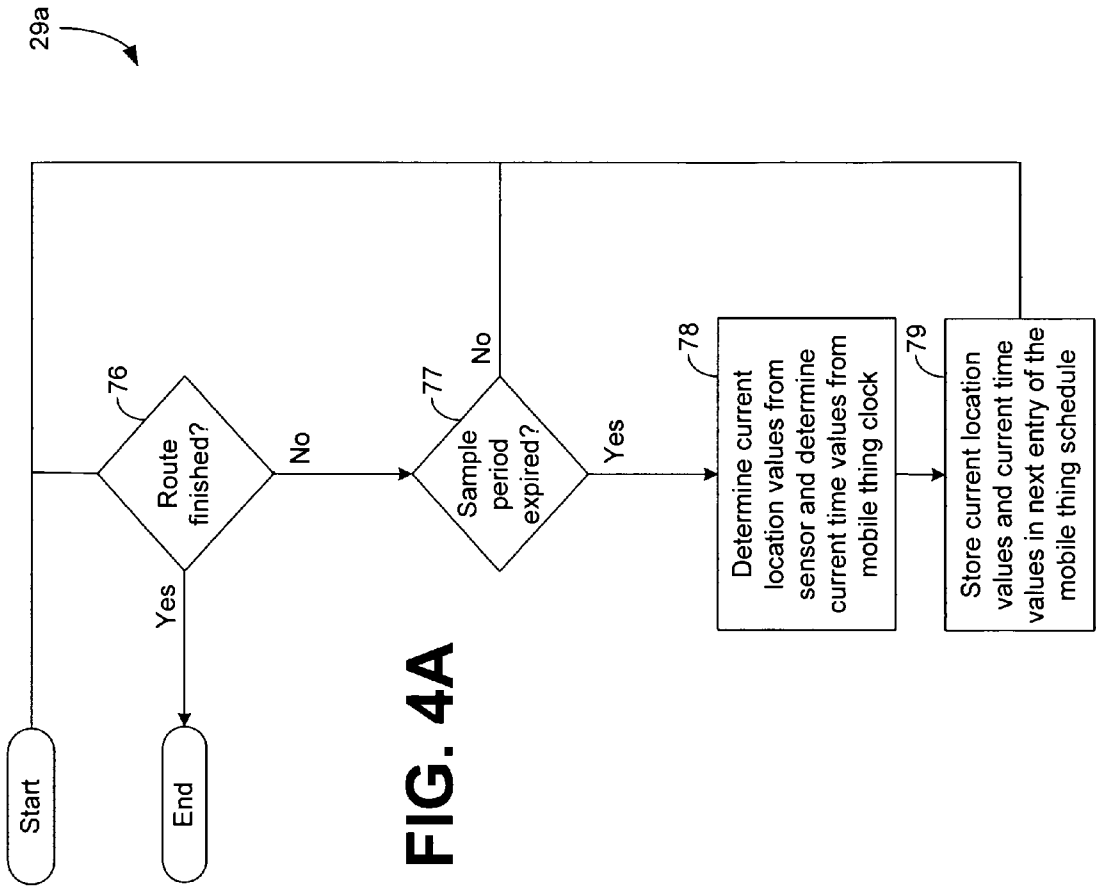 29a
Start
76
Route
finished?
Yes
End
No
77
Sample
period
expired?
No
Yes
78
Determine current
location values from
sensor and determine
current time values from
mobile thing clock
79
Store current location
values and current time
values in next entry of the
mobile thing schedule
FIG. 4A